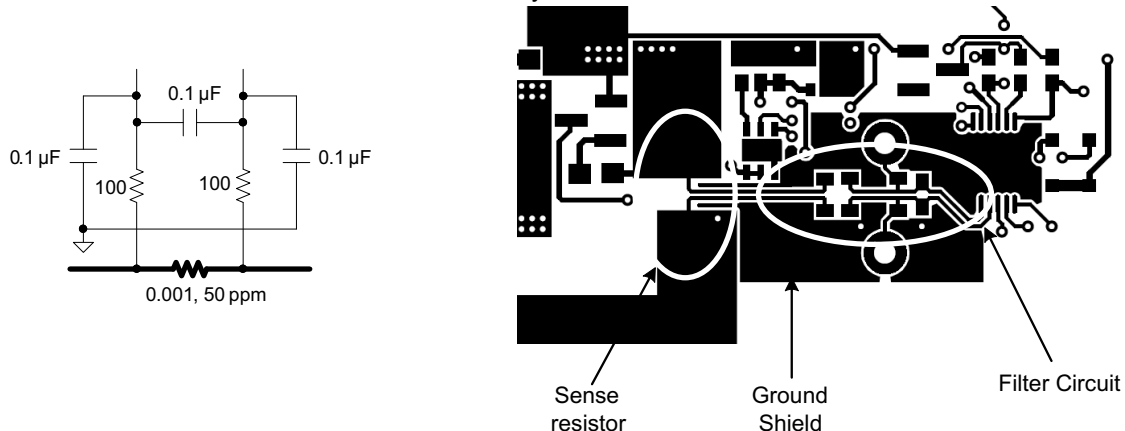 0.1 µF
0.1 µF
0.1 µF
100
100
0.001, 50 ppm
Sense
resistor
Ground
Shield
Filter Circuit